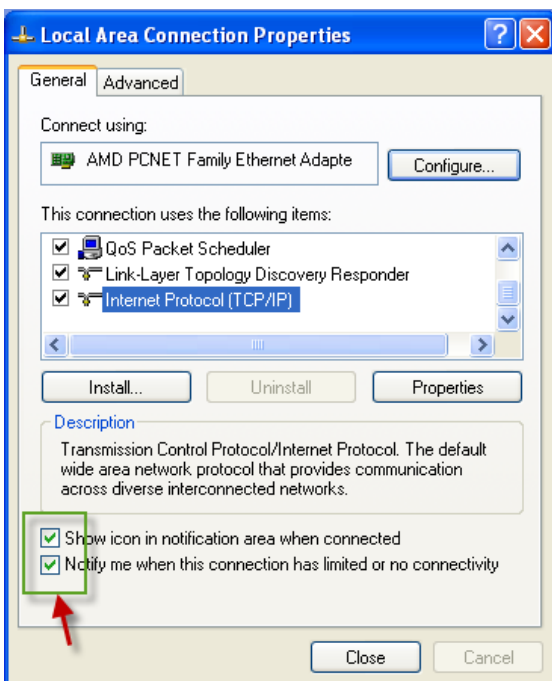 Local Area Connection Properties
General Advanced
Connect using:
AMD PCNET Family Ethernet Adapte Configure...
This connection uses the following items:
QoS Packet Scheduler
Link-Layer Topology Discovery Responder
Internet Protocol (TCP/IP)
Install... Uninstall Properties
Description
Transmission Control Protocol/Internet Protocol. The default
wide area network protocol that provides communication
across diverse interconnected networks.
Show icon in notification area when connected
Notify me when this connection has limited or no connectivity
Close Cancel